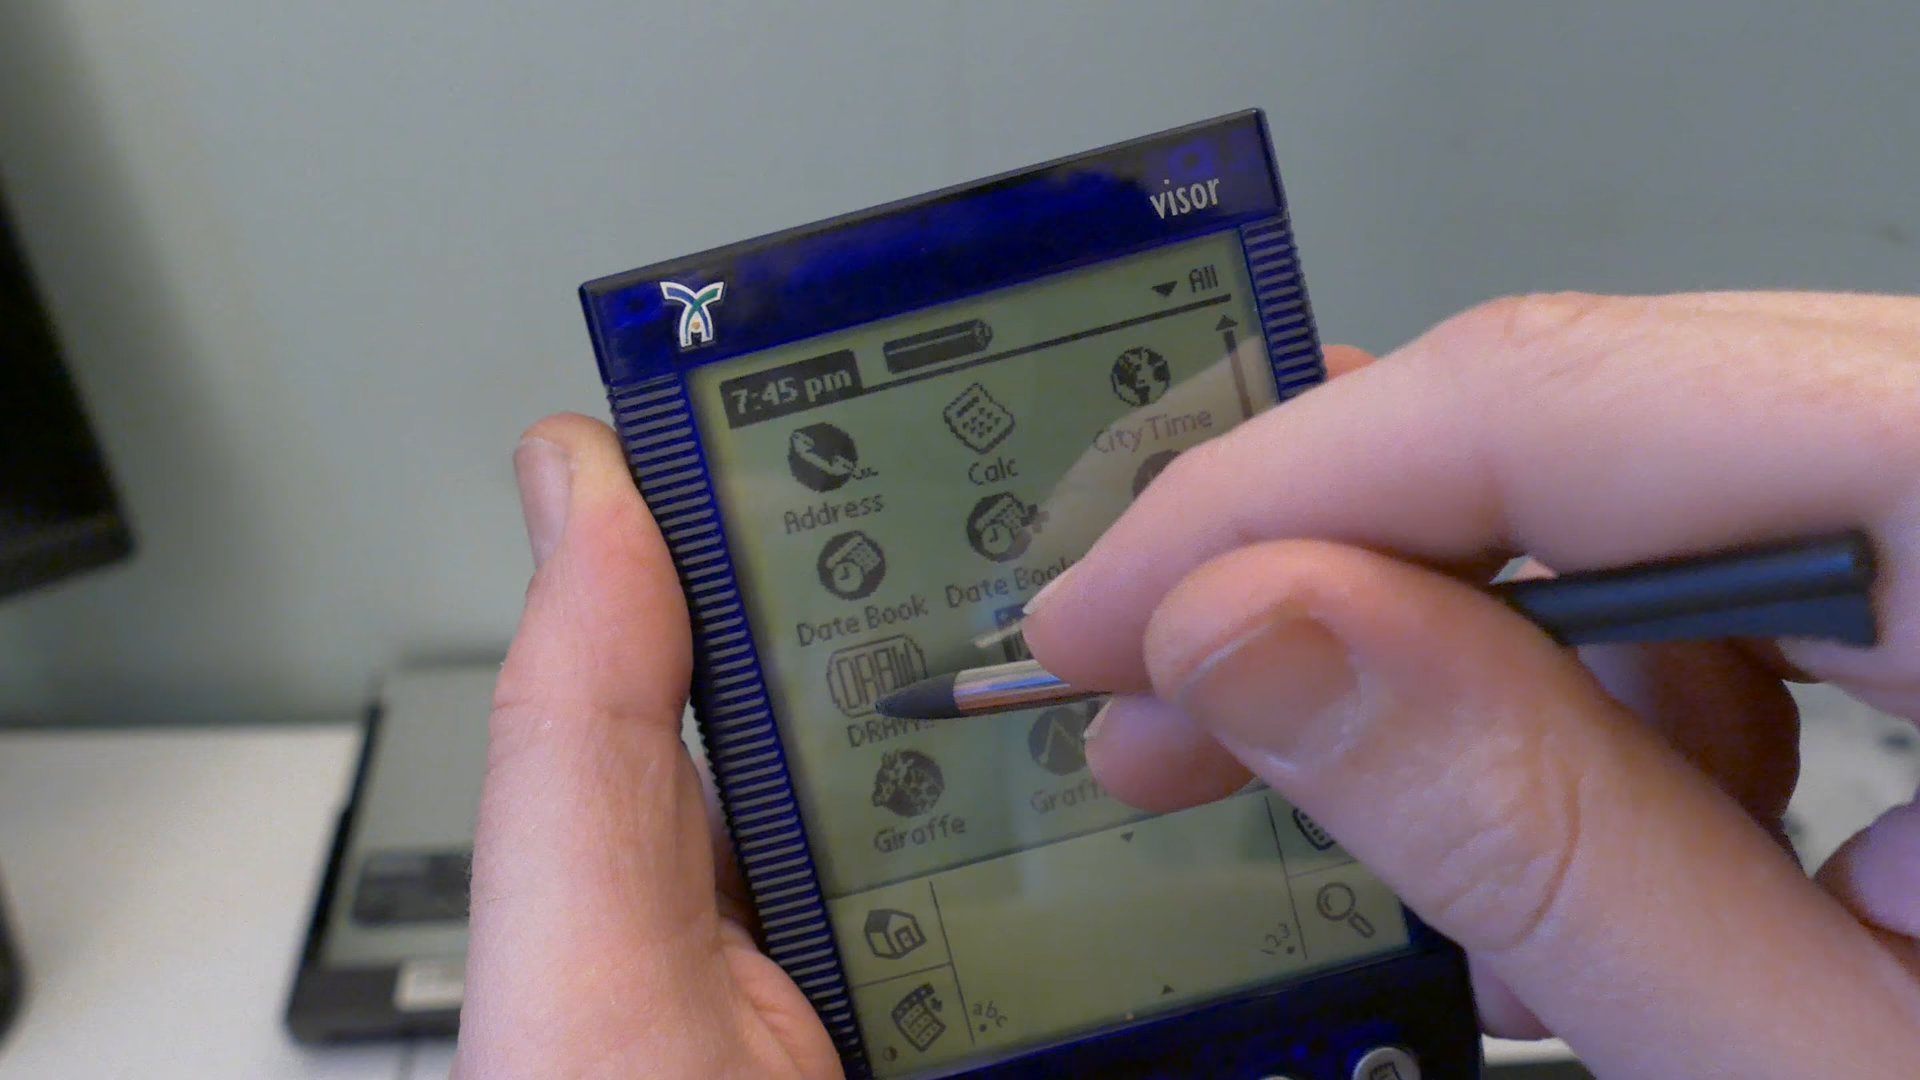 visor
All
7:45 pm
Address
Calc
City Time
Date Book
Date Book
DRAW
Giraffe
abc
123